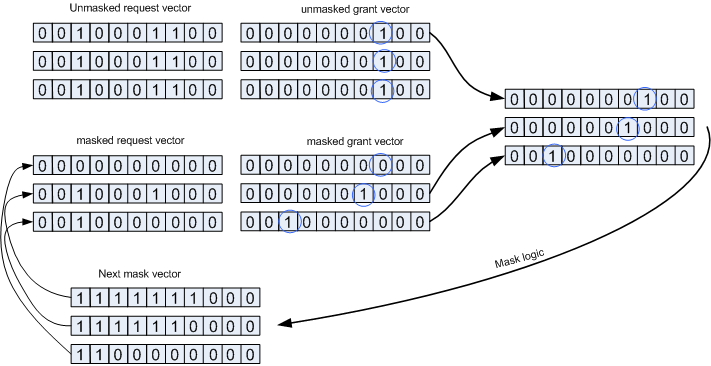 Unmasked request vector
unmasked grant vector
0 0 1 0 0 0 1 1 0 0
0 0 0 0 0 0 0 1 0 0
0 0 1 0 0 0 1 1 0 0
0 0 0 0 0 0 0 1 0 0
0 0 1 0 0 0 1 1 0 0
0 0 0 0 0 0 0 1 0 0
0 0 0 0 0 0 0 1 0 0
0 0 0 0 0 0 1 0 0 0
0 0 1 0 0 0 0 0 0 0
masked request vector
masked grant vector
0 0 0 0 0 0 0 0 0 0
0 0 0 0 0 0 0 0 0 0
0 0 1 0 0 0 1 0 0 0
0 0 0 0 0 0 1 0 0 0
0 0 1 0 0 0 0 0 0 0
0 0 1 0 0 0 0 0 0 0
Mask logic
Next mask vector
1 1 1 1 1 1 1 0 0 0
1 1 1 1 1 1 0 0 0 0
1 1 0 0 0 0 0 0 0 0